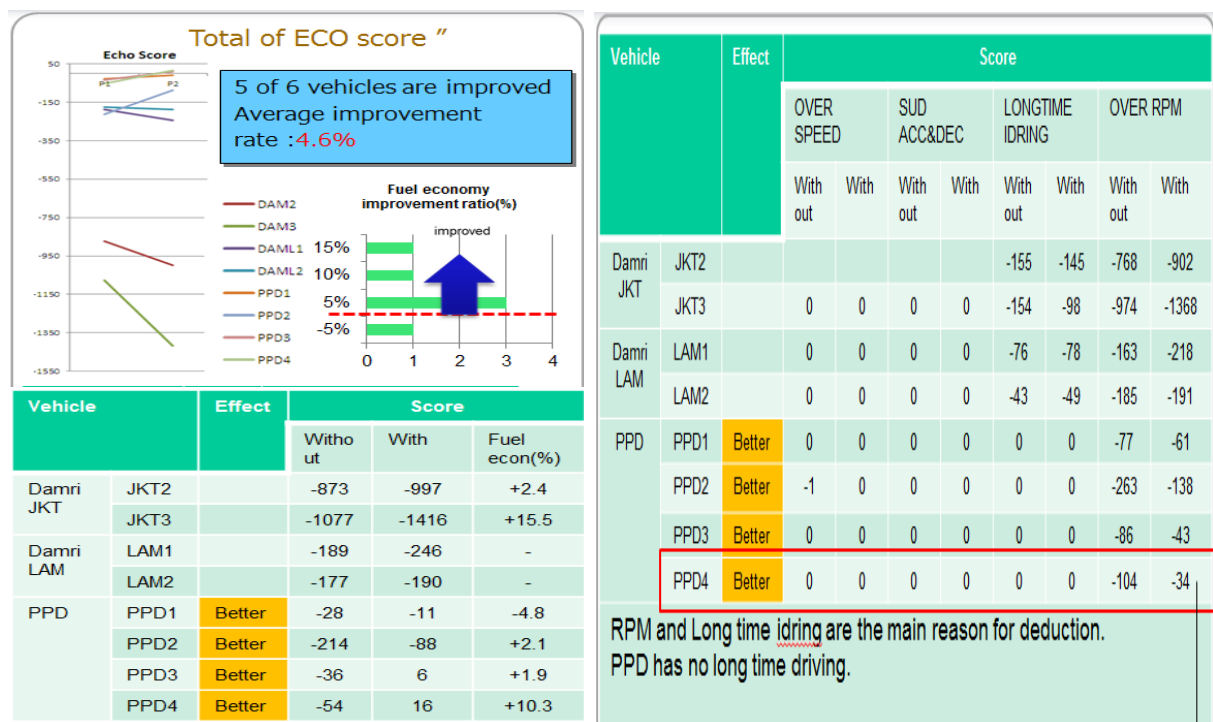 Total of ECO score ”
Echo Score
50
-150
-350
-550
-750
-950
-1150
-1350
-1550
P1
P2
5 of 6 vehicles are improved
Average improvement
rate :4.6%
DAM2
DAM3
DAML1
DAML2
PPD1
PPD2
PPD3
PPD4
Fuel economy
improvement ratio(%)
improved
15%
10%
5%
-5%
0 1 2 3 4
Vehicle Effect Score
Witho
ut With Fuel
econ(%)
Damri
JKT JKT2 -873 -997 +2.4
JKT3 -1077 -1416 +15.5
Damri
LAM LAM1 -189 -246 -
LAM2 -177 -190 -
PPD PPD1 Better -28 -11 -4.8
PPD2 Better -214 -88 +2.1
PPD3 Better -36 6 +1.9
PPD4 Better -54 16 +10.3
Vehicle Effect Score
OVER
SPEED SUD
ACC&DEC LONGTIME
IDRING OVER RPM
With
out With With
out With With
out With With
out With
Damri
JKT JKT2 -155 -145 -768 -902
JKT3 0 0 0 0 -154 -98 -974 -1368
Damri
LAM LAM1 0 0 0 0 -76 -78 -163 -218
LAM2 0 0 0 0 -43 -49 -185 -191
PPD PPD1 Better 0 0 0 0 0 0 -77 -61
PPD2 Better -1 0 0 0 0 0 -263 -138
PPD3 Better 0 0 0 0 0 0 -86 -43
PPD4 Better 0 0 0 0 0 0 -104 -34
RPM and Long time idring are the main reason for deduction.
PPD has no long time driving.